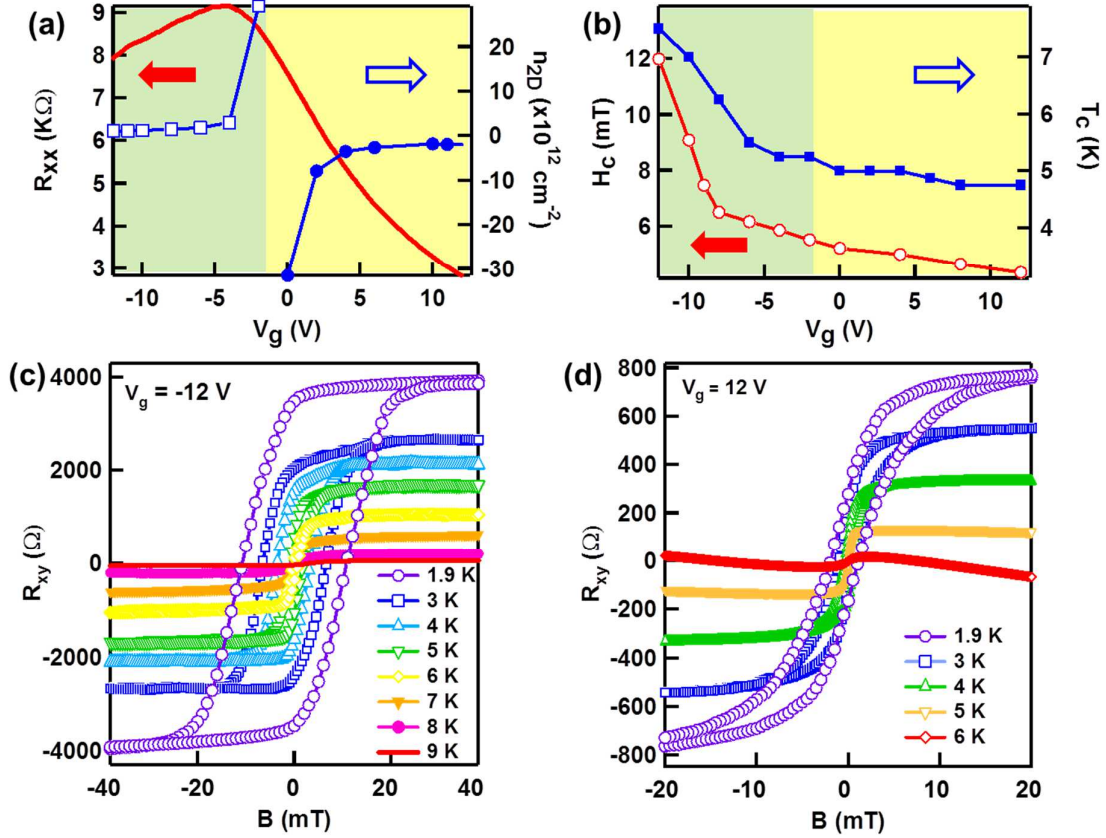 (a)
9
8
7
6
5
4
3
R_xx (KΩ)
-10
-5
0
5
10
V_g (V)
20
10
0
-10
-20
-30
n_2D (x10^12 cm^-2)
(b)
12
10
8
6
H_C (mT)
-10
-5
0
5
10
V_g (V)
7
6
5
4
T_C (K)
(c)
V_g = -12 V
4000
2000
0
-2000
-4000
R_xy (Ω)
-40
-20
0
20
40
B (mT)
1.9 K
3 K
4 K
5 K
6 K
7 K
8 K
9 K
(d)
V_g = 12 V
800
600
400
200
0
-200
-400
-600
-800
R_xy (Ω)
-20
-10
0
10
20
B (mT)
1.9 K
3 K
4 K
5 K
6 K